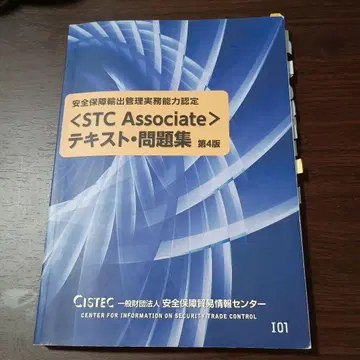 安全保障輸出管理実務能力認定
<STC Associate>
テキスト・問題集 第4版
CISTEC 一般財団法人 安全保障貿易情報センター
CENTER FOR INFORMATION ON SECURITY TRADE CONTROL
I01